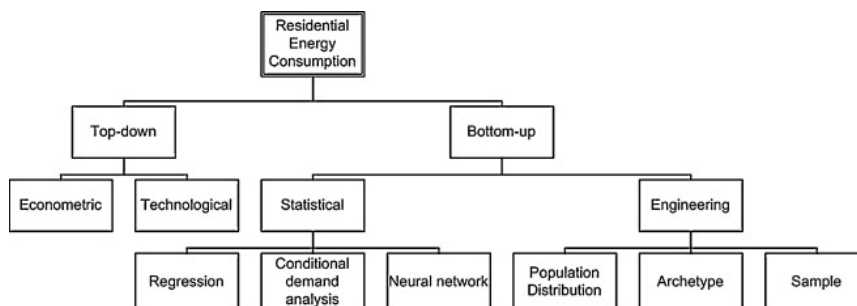 Residential
Energy
Consumption
Top-down
Bottom-up
Econometric
Technological
Statistical
Engineering
Regression
Conditional
demand
analysis
Neural network
Population
Distribution
Archetype
Sample